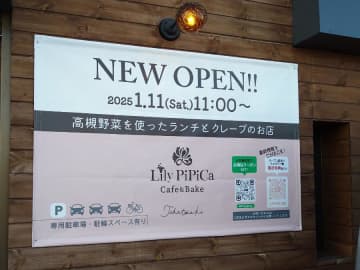 NEW OPEN!!
2025 1.11(Sat.)11:00～
高槻野菜を使ったランチとクレープのお店
Lily PiPiCa
Cafe&Bake
Takatsuki
P
専用駐車場・駐輪スペース有り